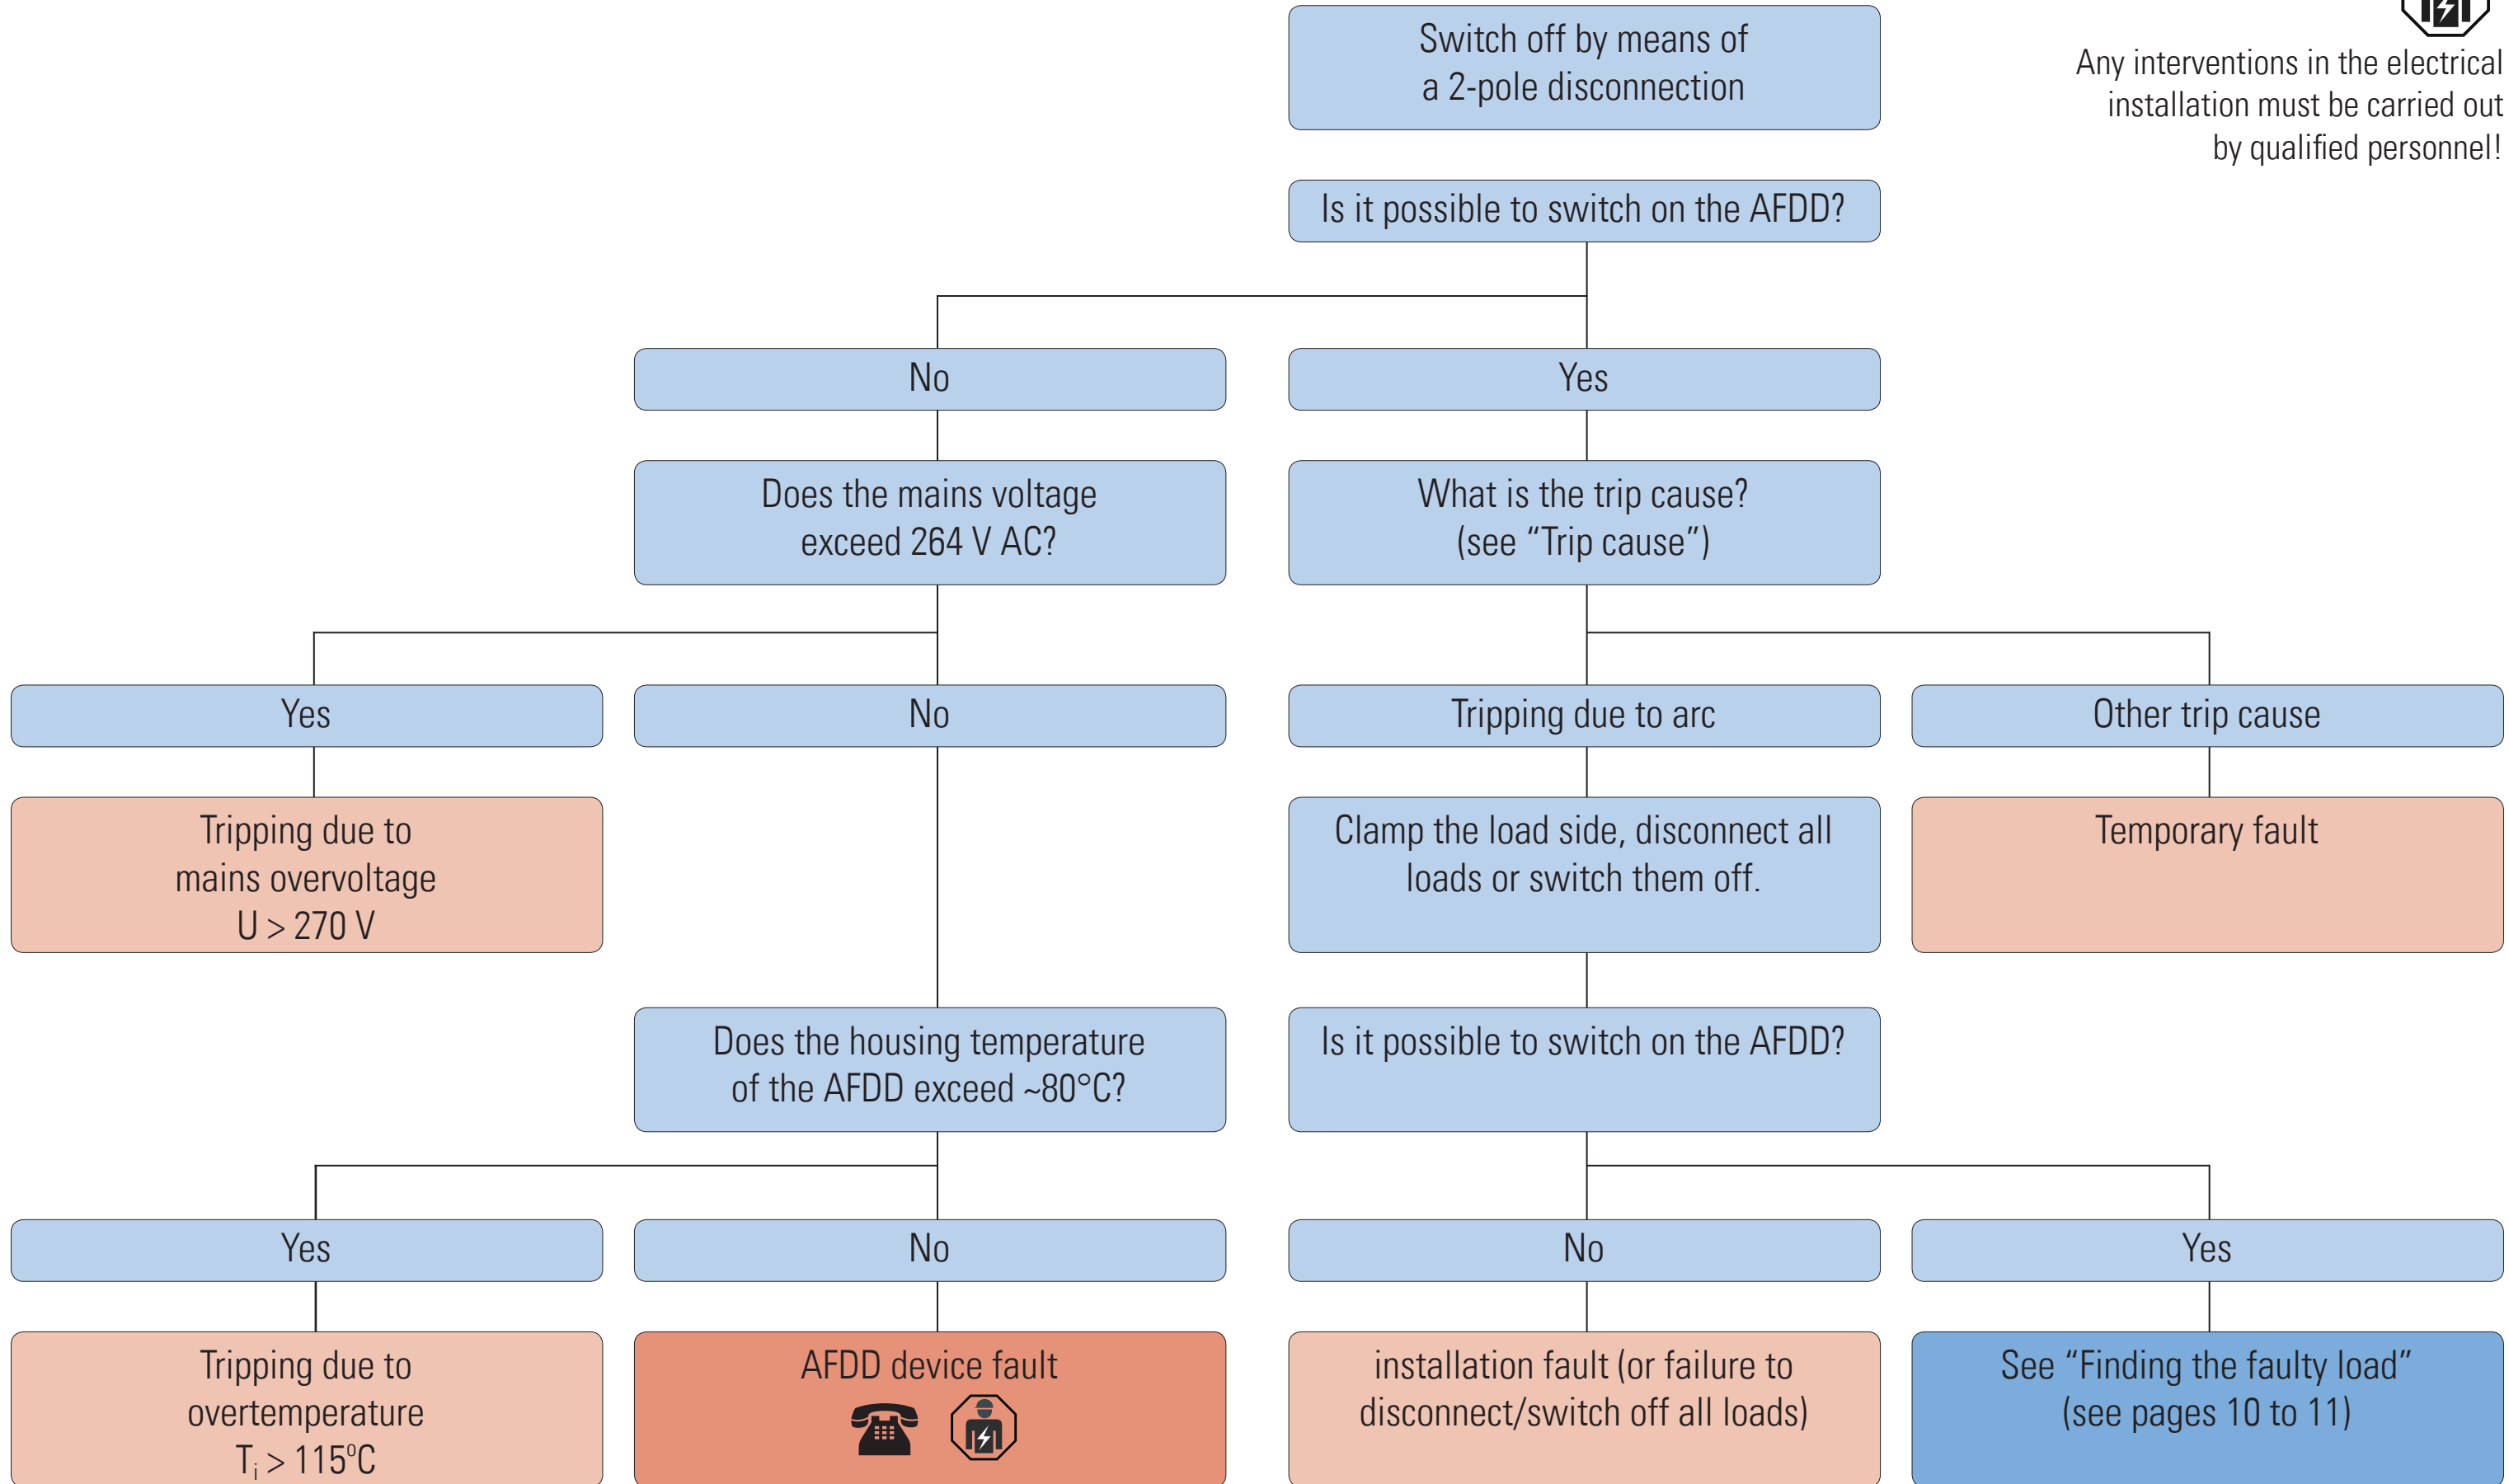 Switch off by means of
a 2-pole disconnection
Any interventions in the electrical
installation must be carried out
by qualified personnel!
Is it possible to switch on the AFDD?
No
Yes
Does the mains voltage
exceed 264 V AC?
What is the trip cause?
(see “Trip cause”)
Yes
No
Tripping due to arc
Other trip cause
Tripping due to
mains overvoltage
U > 270 V
Clamp the load side, disconnect all
loads or switch them off.
Temporary fault
Does the housing temperature
of the AFDD exceed ~80°C?
Is it possible to switch on the AFDD?
Yes
No
No
Yes
Tripping due to
overtemperature
Tᵢ > 115⁰C
AFDD device fault
installation fault (or failure to
disconnect/switch off all loads)
See “Finding the faulty load”
(see pages 10 to 11)